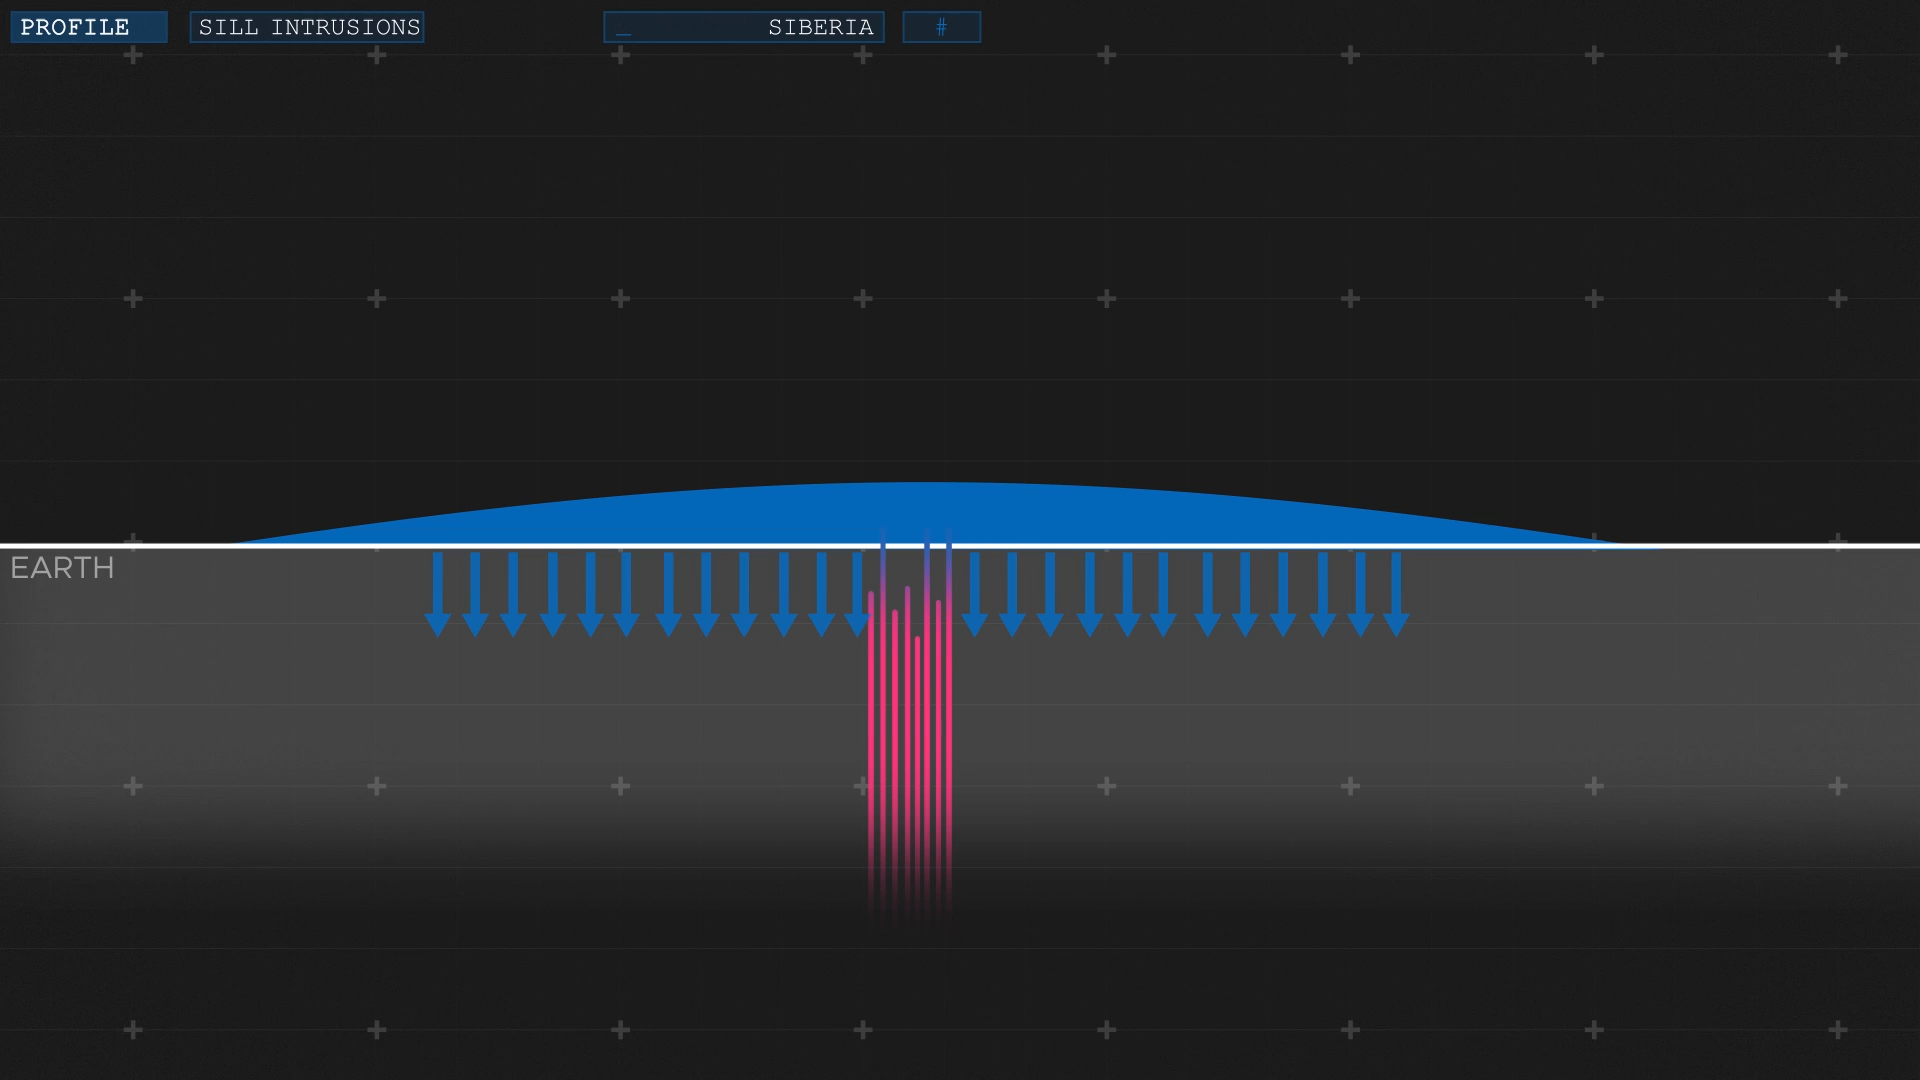 PROFILE
SILL INTRUSIONS
_ SIBERIA
#
EARTH